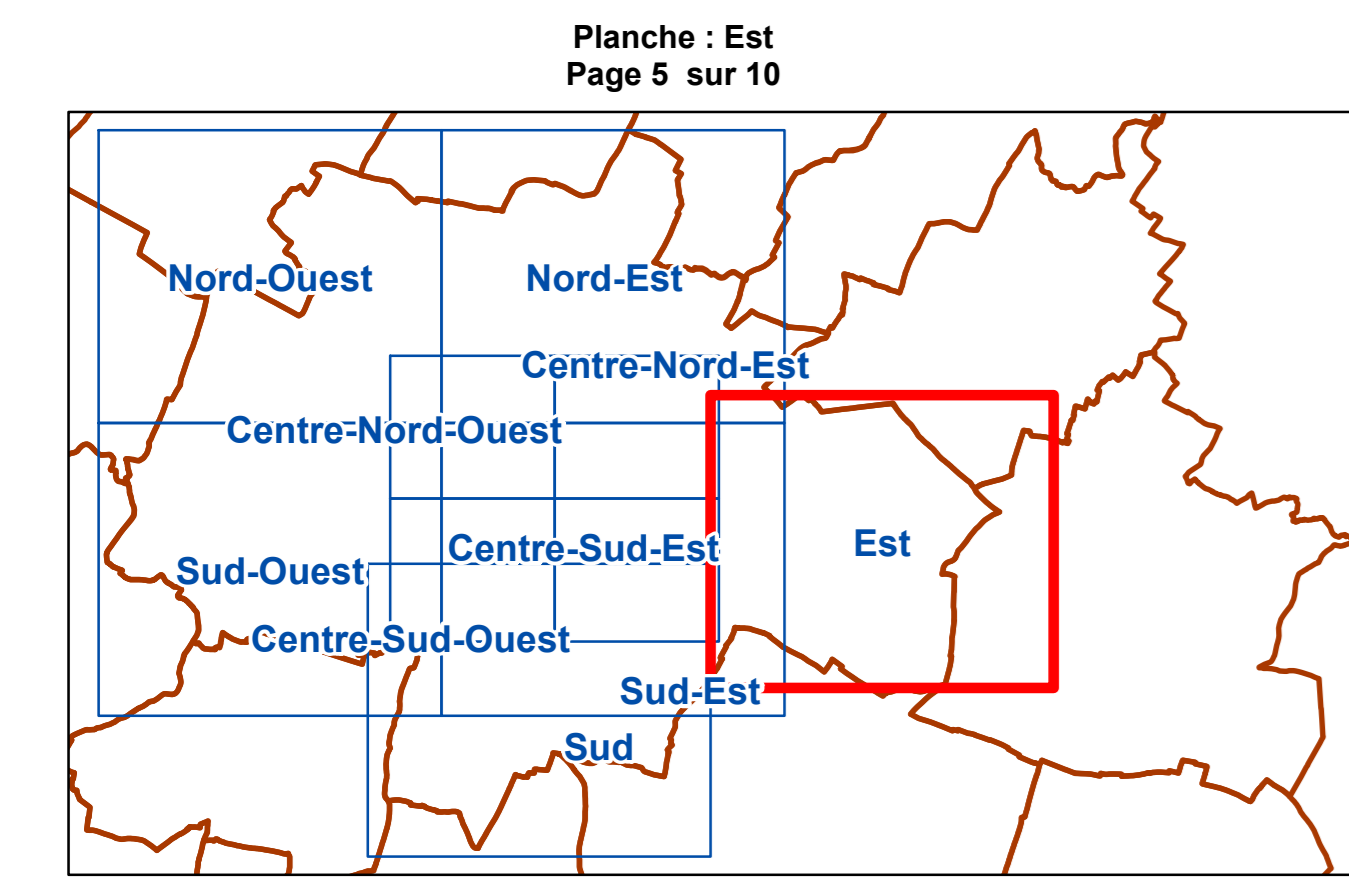 Planche : Est
Page 5 sur 10
Nord-Ouest
Nord-Est
Centre-Nord-Est
Centre-Nord-Ouest
Est
Centre-Sud-Est
Sud-Ouest
Centre-Sud-Ouest
Sud-Est
Sud